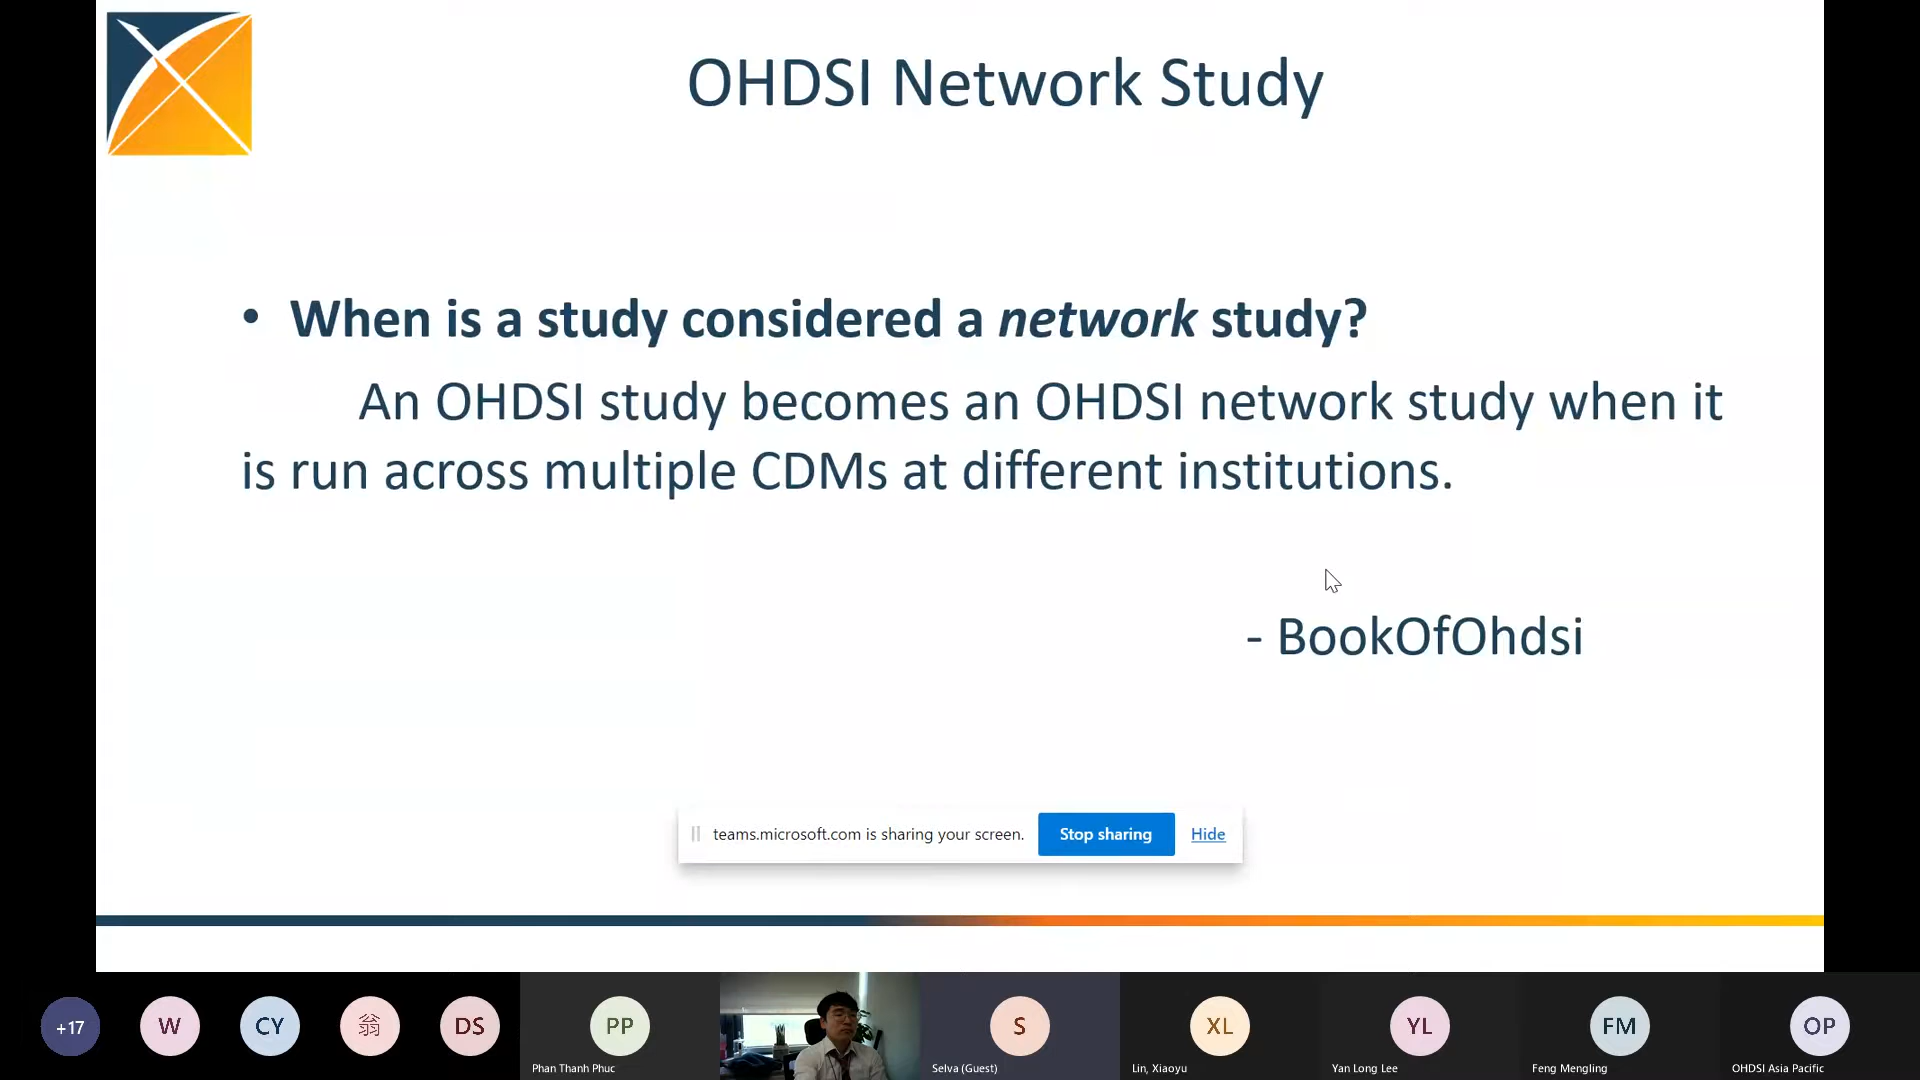 OHDSI Network Study
• When is a study considered a network study?
An OHDSI study becomes an OHDSI network study when it
is run across multiple CDMs at different institutions.
- BookOfOhdsi
teams.microsoft.com is sharing your screen.
Stop sharing
Hide
+17
W
CY
翁
DS
PP
Phan Thanh Phuc
S
Selva (Guest)
XL
Lin, Xiaoyu
YL
Yan Long Lee
FM
Feng Mengling
OP
OHDSI Asia Pacific